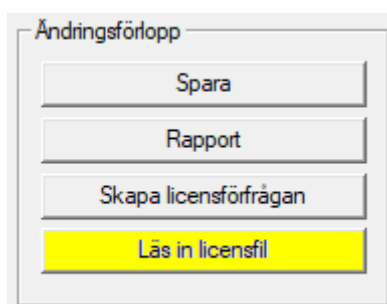 Ändringsförlopp
Spara
Rapport
Skapa licensförfrågan
Läs in licensfil